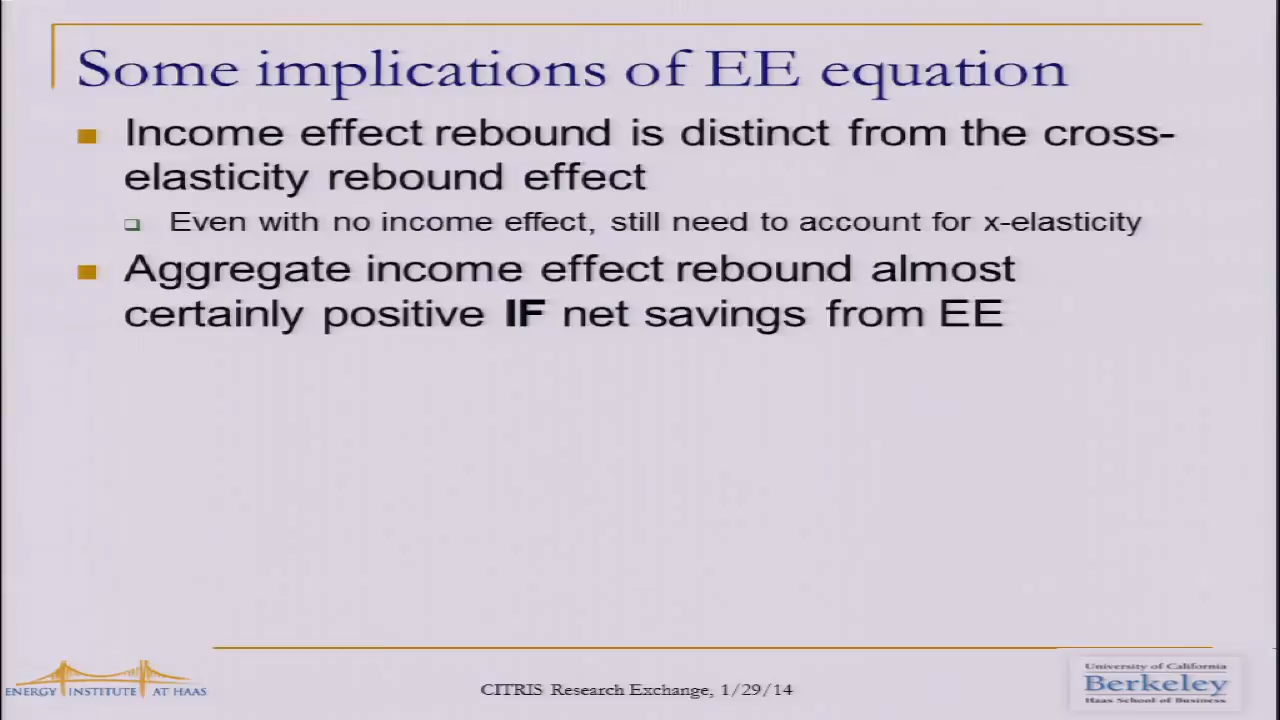 Some implications of EE equation
Income effect rebound is distinct from the cross-
elasticity rebound effect
Even with no income effect, still need to account for x-elasticity
Aggregate income effect rebound almost
certainly positive IF net savings from EE
ENERGY INSTITUTE AT HAAS
CITRIS Research Exchange, 1/29/14
University of California
Berkeley
Haas School of Business